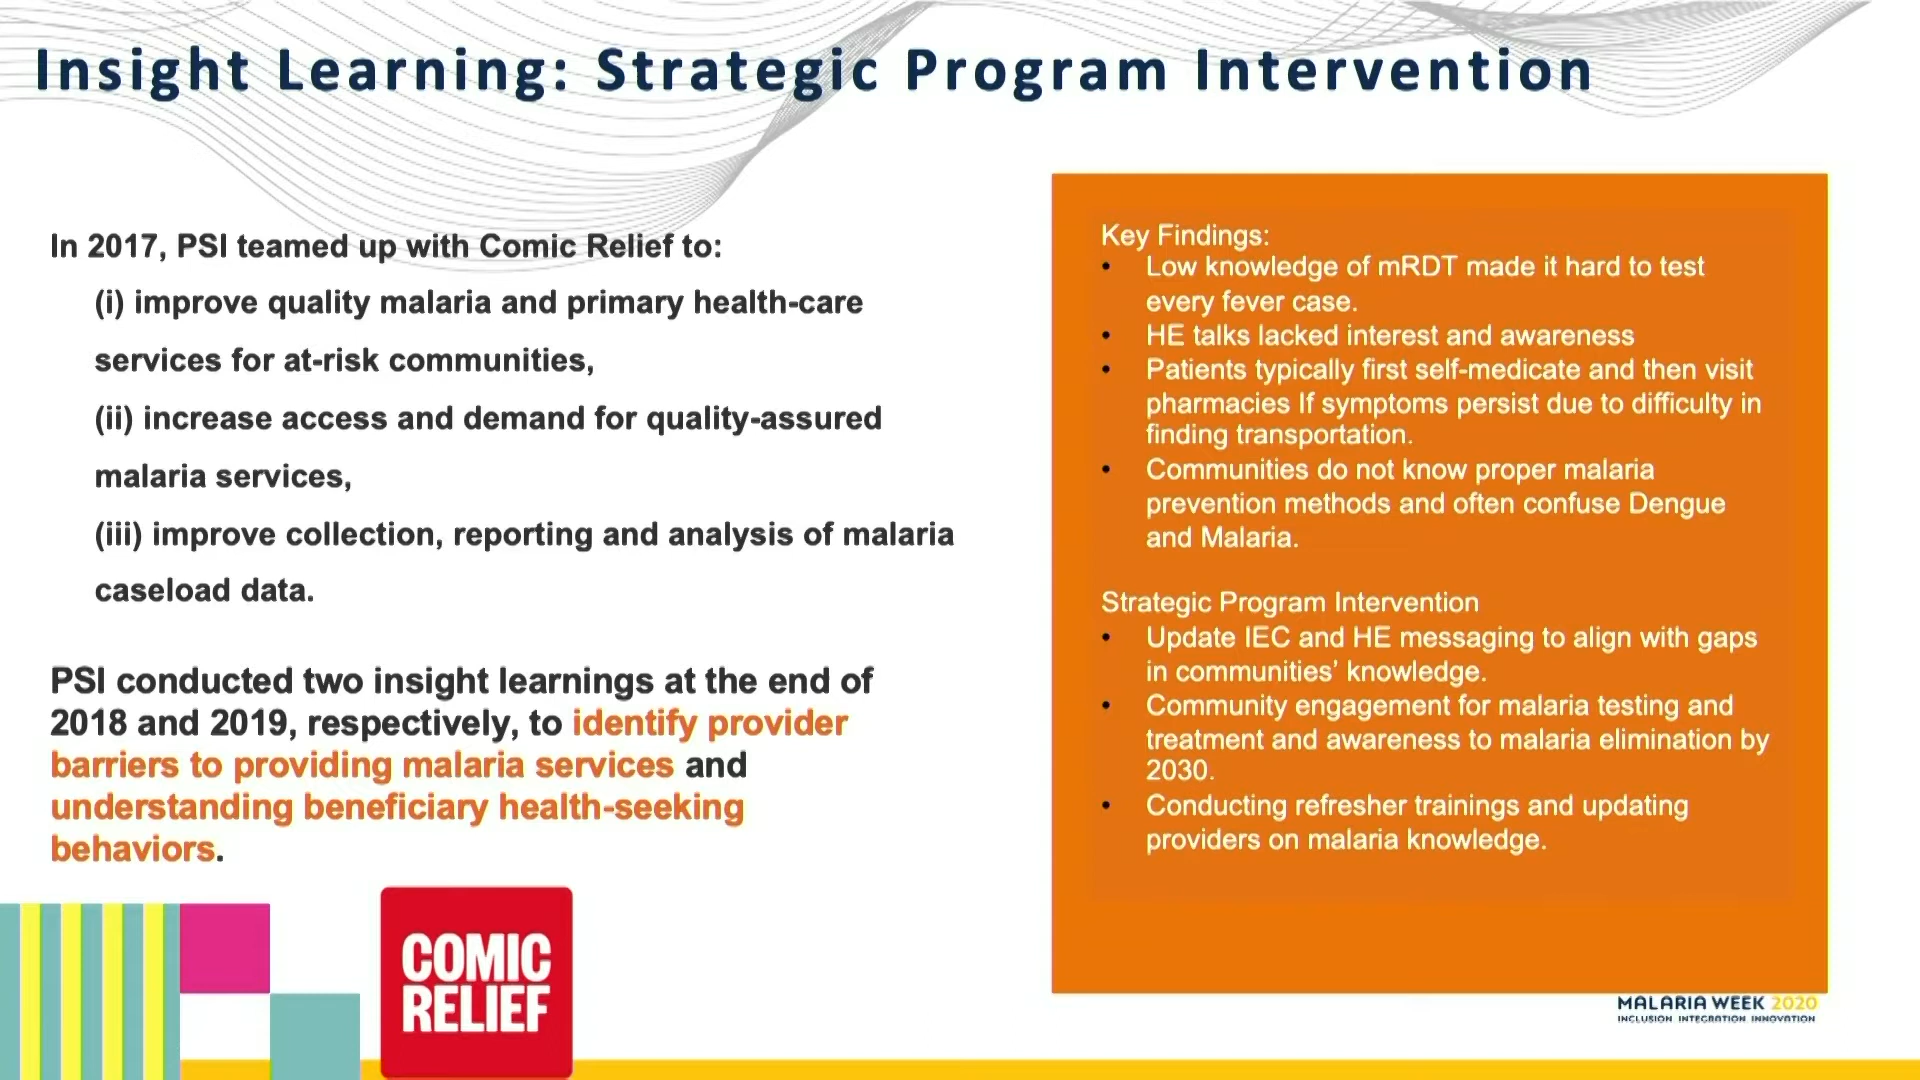 Insight Learning: Strategic Program Intervention
In 2017, PSI teamed up with Comic Relief to:
(i) improve quality malaria and primary health-care
services for at-risk communities,
(ii) increase access and demand for quality-assured
malaria services,
(iii) improve collection, reporting and analysis of malaria
caseload data.
PSI conducted two insight learnings at the end of
2018 and 2019, respectively, to identify provider
barriers to providing malaria services and
understanding beneficiary health-seeking
behaviors.
COMIC
RELIEF
Key Findings:
• Low knowledge of mRDT made it hard to test
every fever case.
• HE talks lacked interest and awareness
• Patients typically first self-medicate and then visit
pharmacies If symptoms persist due to difficulty in
finding transportation.
• Communities do not know proper malaria
prevention methods and often confuse Dengue
and Malaria.
Strategic Program Intervention
• Update IEC and HE messaging to align with gaps
in communities’ knowledge.
• Community engagement for malaria testing and
treatment and awareness to malaria elimination by
2030.
• Conducting refresher trainings and updating
providers on malaria knowledge.
MALARIA WEEK 2020
INCLUSION INTEGRATION INNOVATION